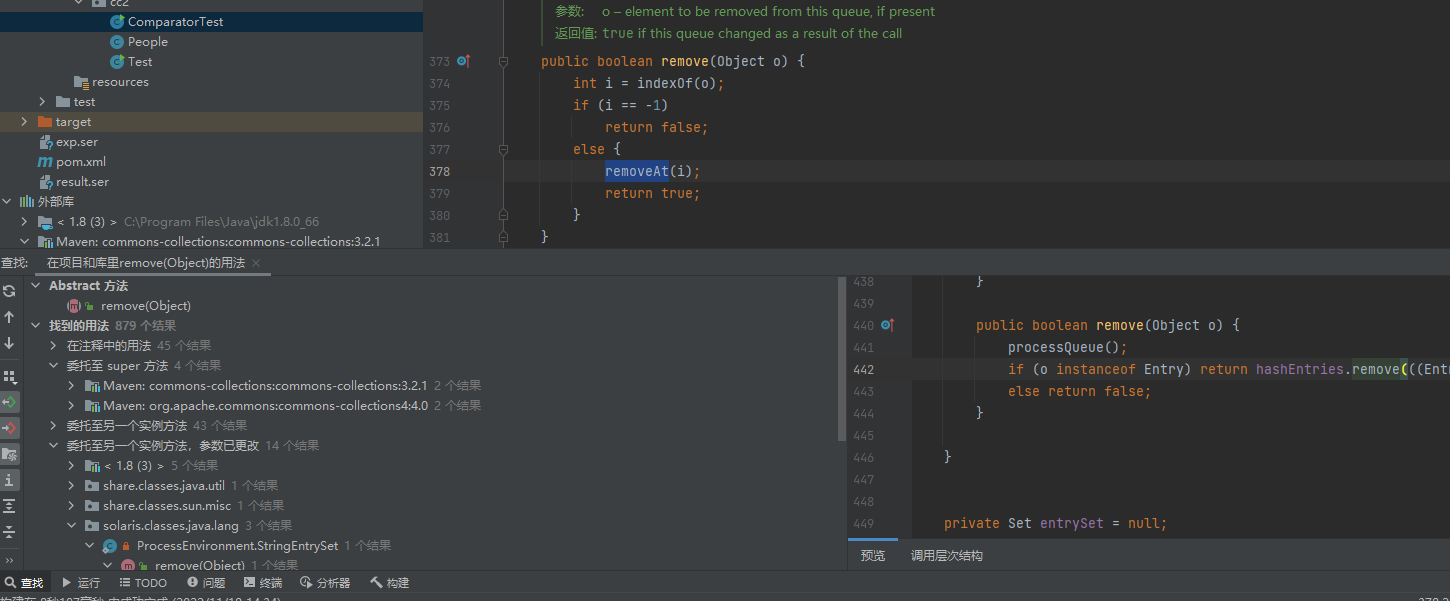 cc2
ComparatorTest
People
Test
resources
test
target
exp.ser
pom.xml
result.ser
外部库
< 1.8 (3) > C:\Program Files\Java\jdk1.8.0_66
Maven: commons-collections:commons-collections:3.2.1
参数: o – element to be removed from this queue, if present
返回值: true if this queue changed as a result of the call
373 public boolean remove(Object o) {
374 int i = indexOf(o);
375 if (i == -1)
376 return false;
377 else {
378 removeAt(i);
379 return true;
380 }
381 }
查找: 在项目和库里remove(Object)的用法
Abstract 方法
remove(Object)
找到的用法 879 个结果
在注释中的用法 45 个结果
委托至 super 方法 4 个结果
Maven: commons-collections:commons-collections:3.2.1 2 个结果
Maven: org.apache.commons:commons-collections4:4.0 2 个结果
委托至另一个实例方法 43 个结果
委托至另一个实例方法，参数已更改 14 个结果
< 1.8 (3) > 5 个结果
share.classes.java.util 1 个结果
share.classes.sun.misc 1 个结果
solaris.classes.java.lang 3 个结果
ProcessEnvironment.StringEntrySet 1 个结果
remove(Object) 1 个结果
438 }
439
440 public boolean remove(Object o) {
441 processQueue();
442 if (o instanceof Entry) return hashEntries.remove(((Entr
443 else return false;
444 }
445
446 }
447
448
449 private Set entrySet = null;
预览 调用层次结构
查找 运行 TODO 问题 终端 分析器 构建